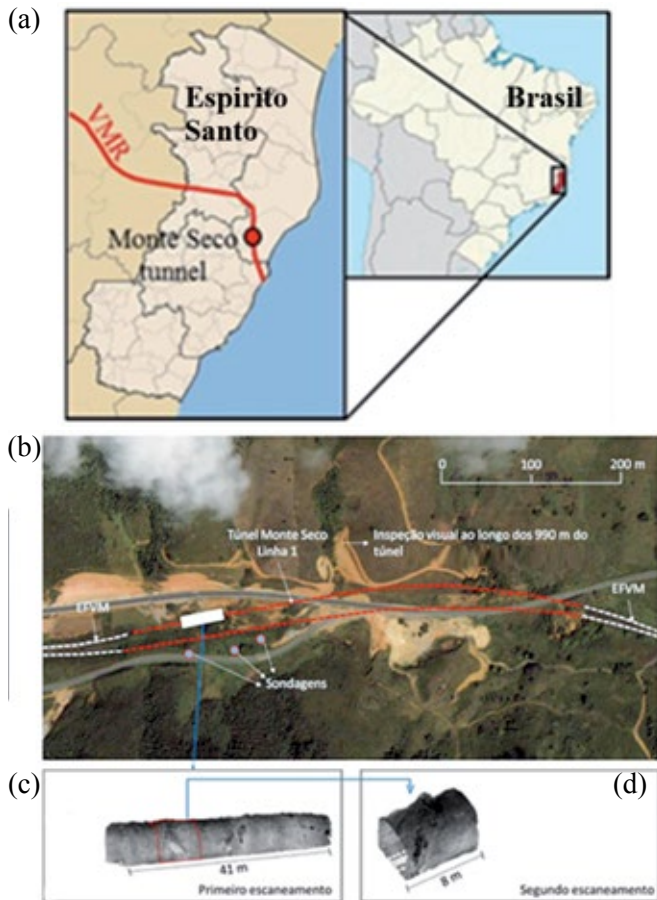 (a)
Espirito
Santo
Brasil
VMR
Monte Seco
tunnel
(b)
0 100 200 m
Túnel Monte Seco
Linha 1
Inspeção visual ao longo dos 990 m do
túnel
EFVM
EFVM
Sondagens
(c)
(d)
41 m
8 m
Primeiro escaneamento
Segundo escaneamento